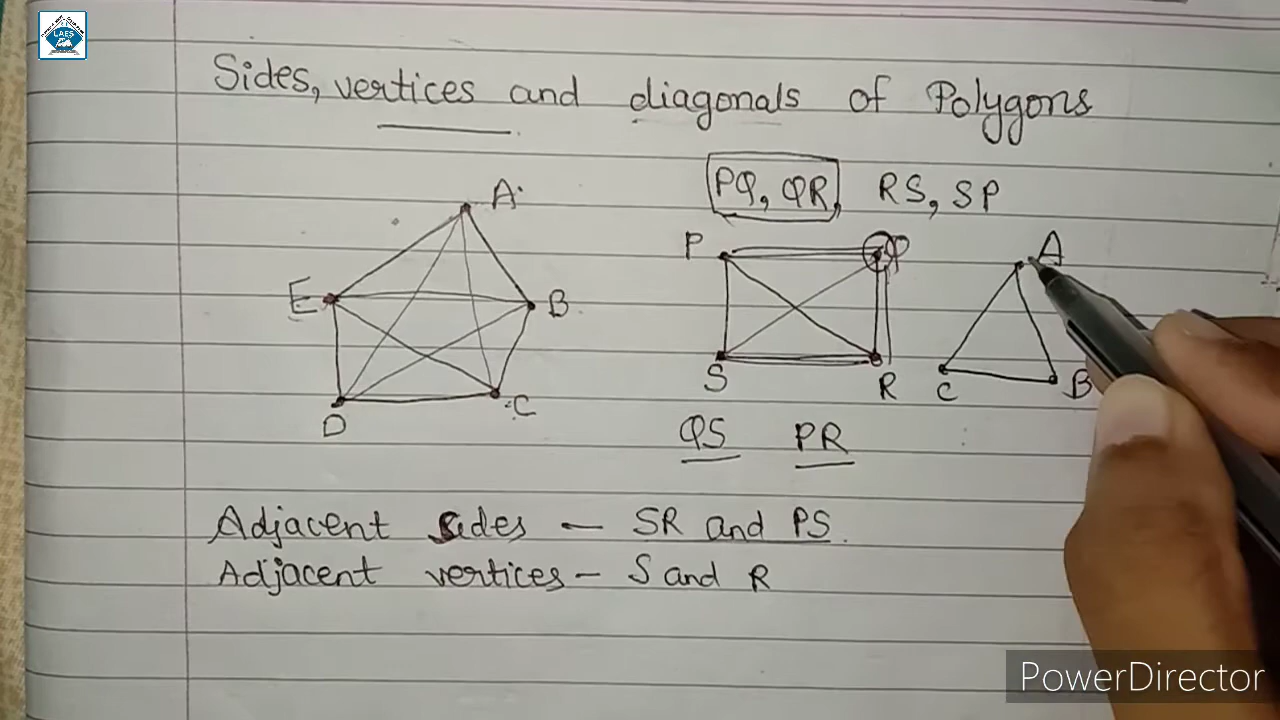 LAES
Sides, vertices and diagonals of Polygons
PQ, QR, RS, SP
A
E
B
D
C
P
Q
S
R
A
C
B
QS PR
Adjacent sides – SR and PS.
Adjacent vertices – S and R
PowerDirector